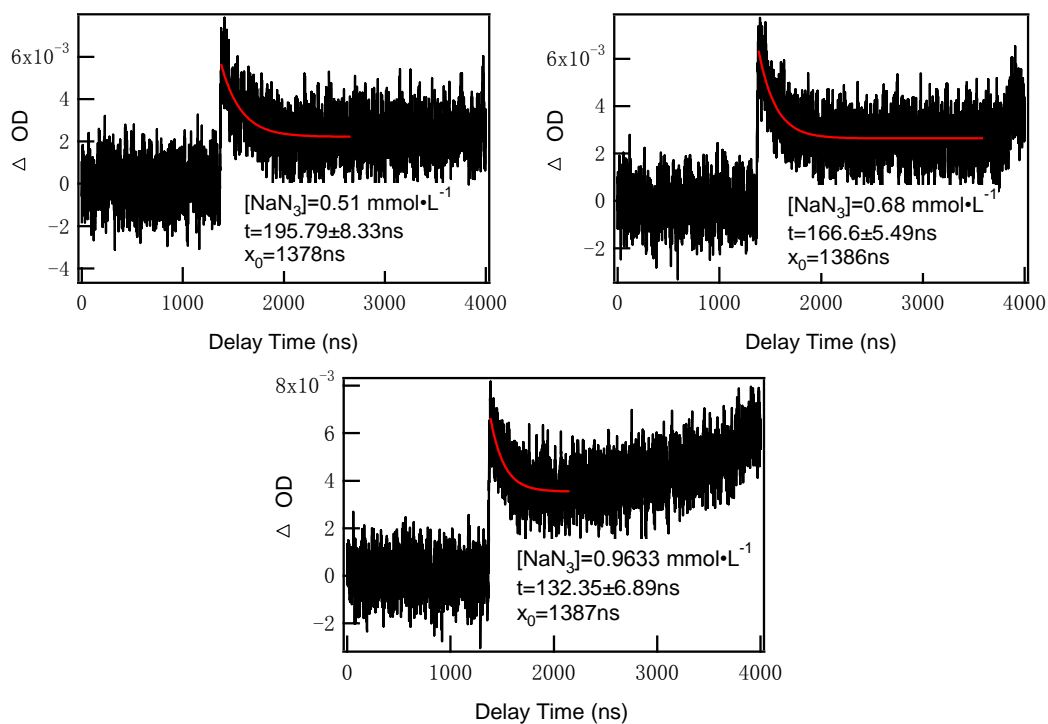 6x10⁻³
4
2
0
−2
−4
△ OD
[NaN₃]=0.51 mmol•L⁻¹
t=195.79±8.33ns
x₀=1378ns
0 1000 2000 3000 4000
Delay Time (ns)
6x10⁻³
4
2
0
−2
△ OD
[NaN₃]=0.68 mmol•L⁻¹
t=166.6±5.49ns
x₀=1386ns
0 1000 2000 3000 4000
Delay Time (ns)
8x10⁻³
6
4
2
0
−2
△ OD
[NaN₃]=0.9633 mmol•L⁻¹
t=132.35±6.89ns
x₀=1387ns
0 1000 2000 3000 4000
Delay Time (ns)